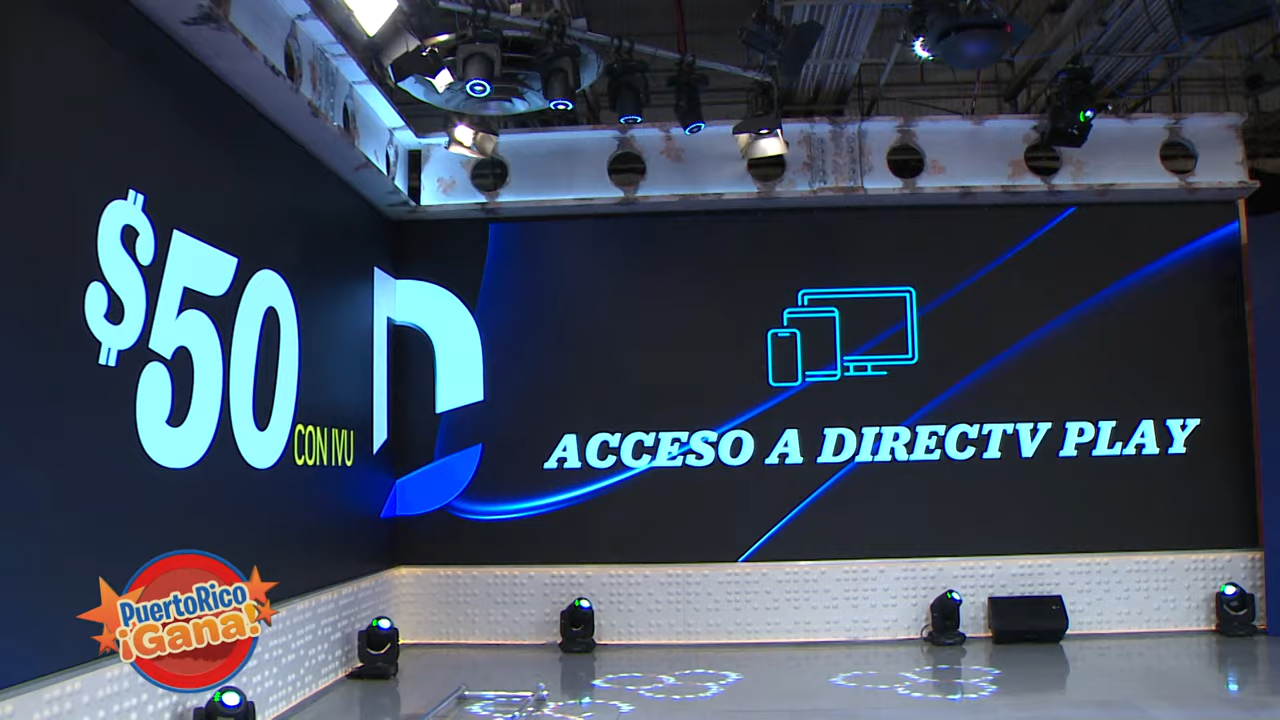 $50
CON IVU
ACCESO A DIRECTV PLAY
PuertoRico
¡Gana!